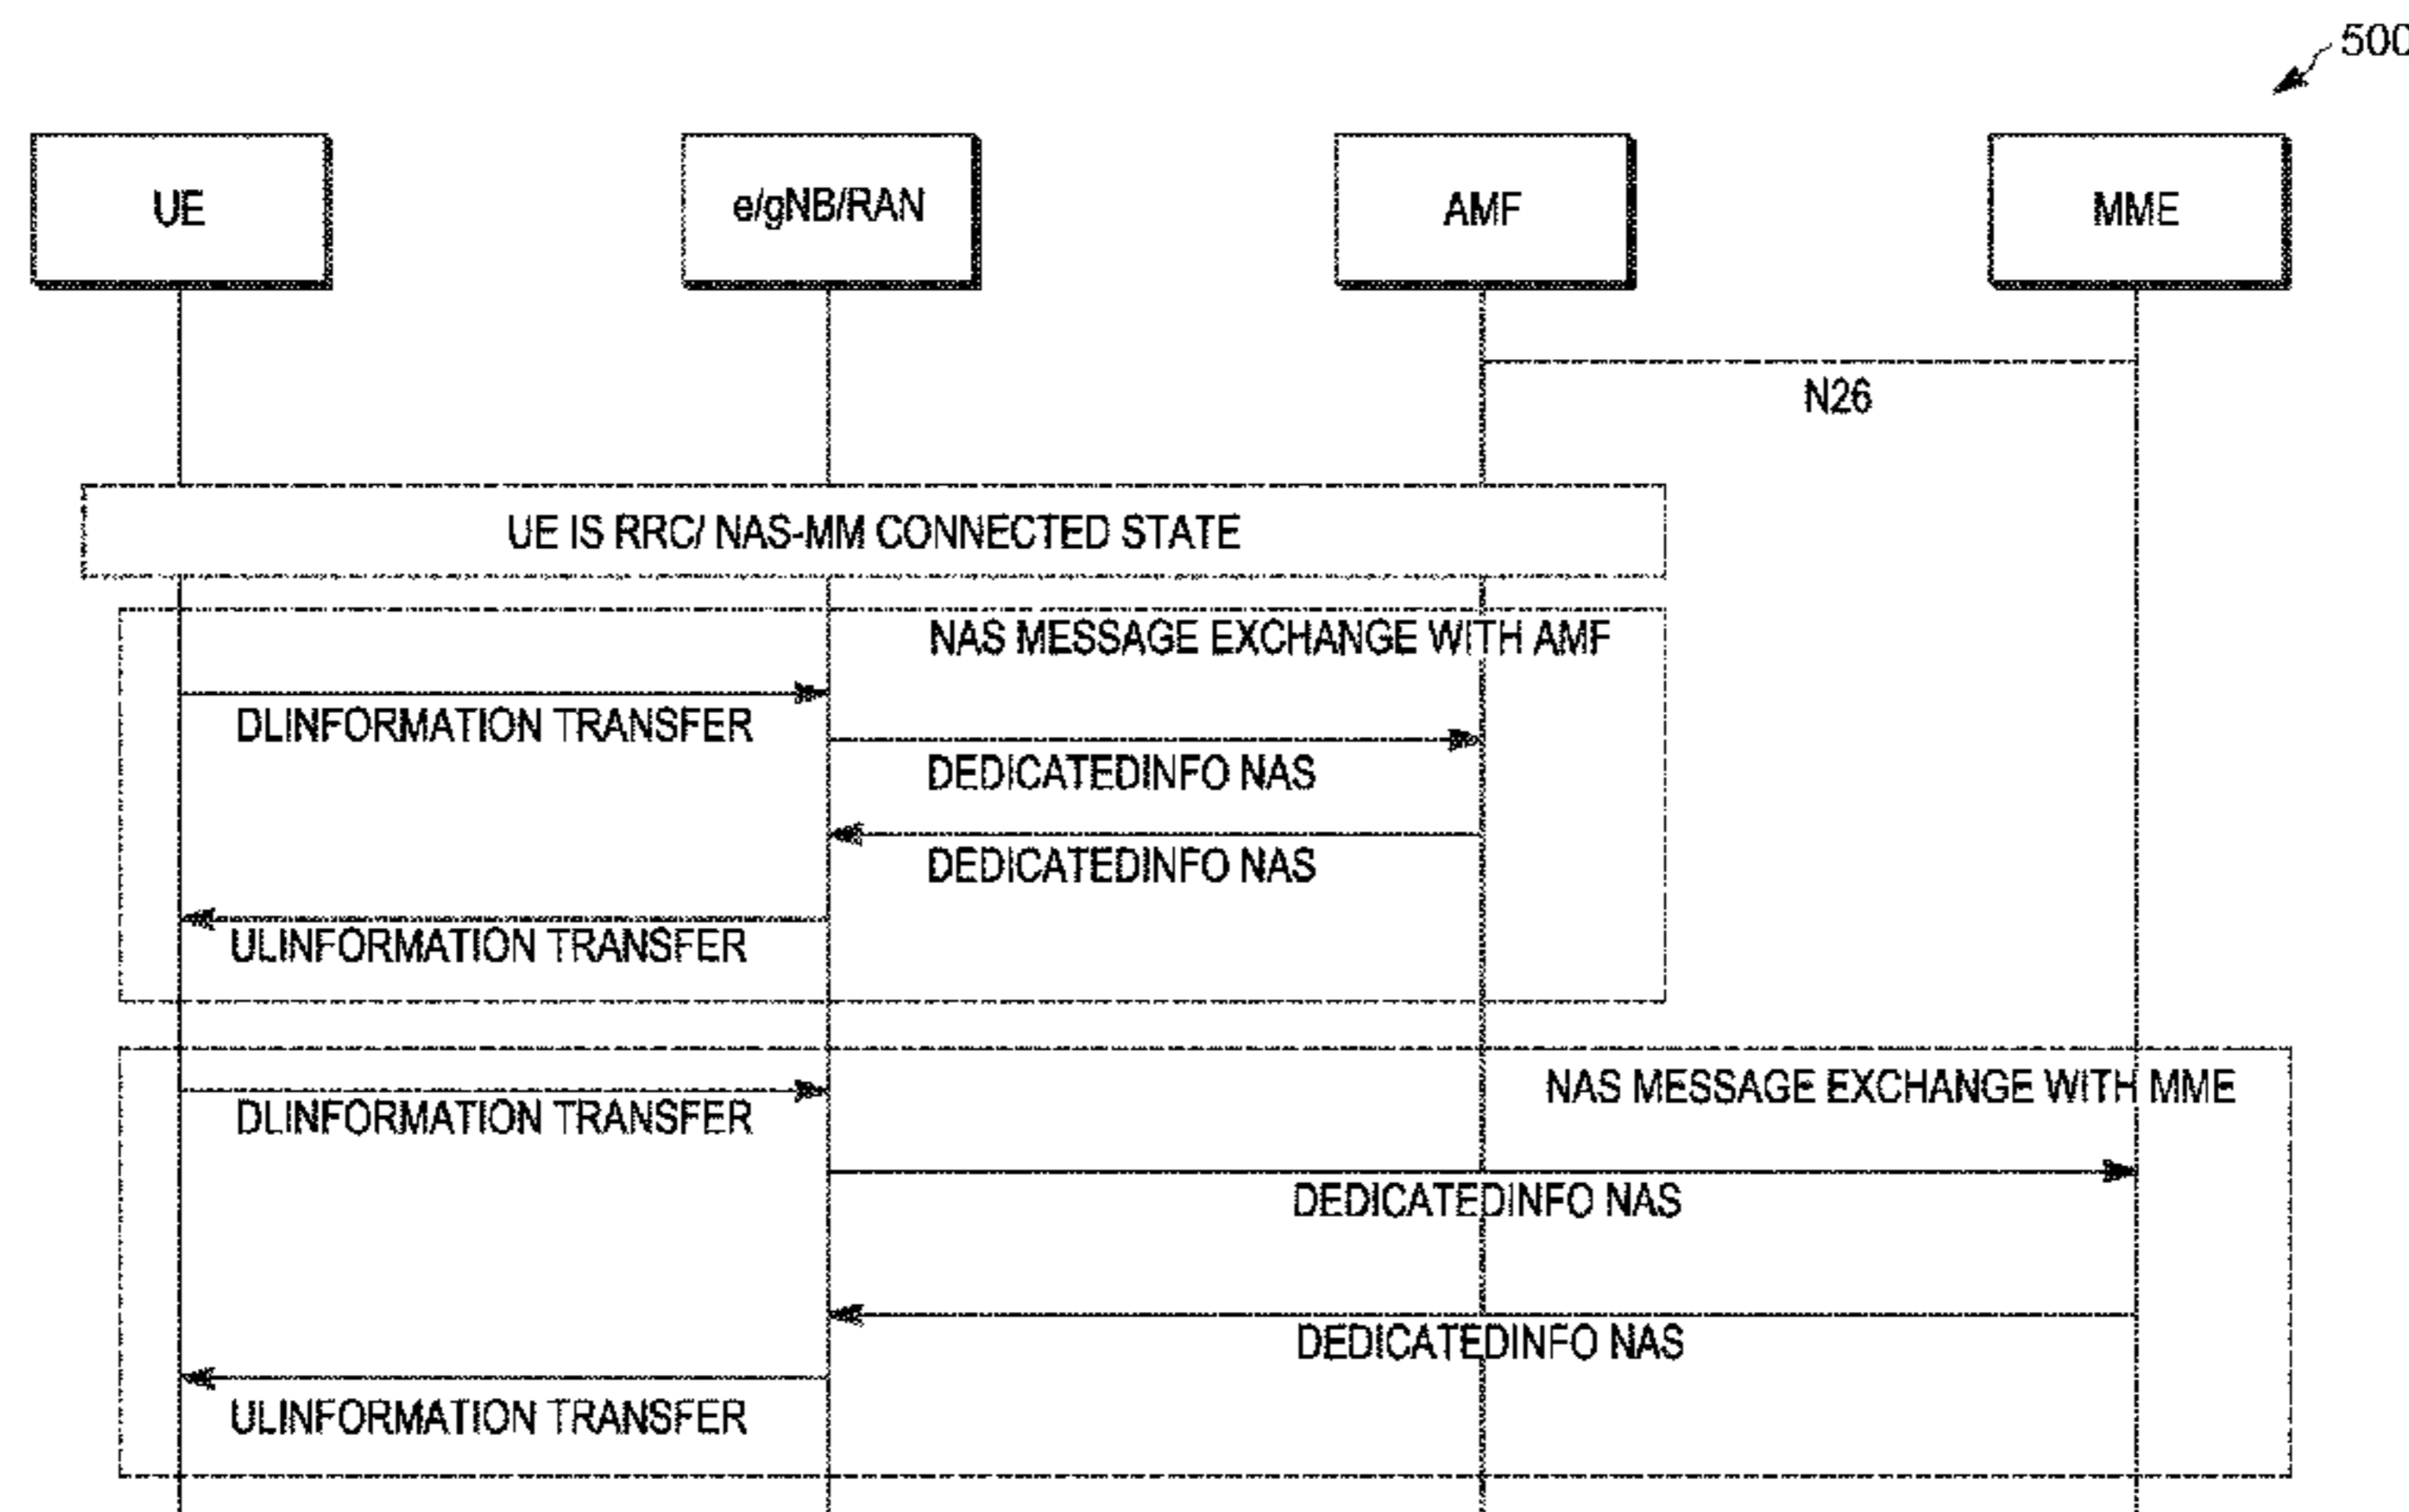 500
UE
e/gNB/RAN
AMF
MME
N26
UE IS RRC/ NAS-MM CONNECTED STATE
NAS MESSAGE EXCHANGE WITH AMF
DLINFORMATION TRANSFER
DEDICATEDINFO NAS
DEDICATEDINFO NAS
ULINFORMATION TRANSFER
NAS MESSAGE EXCHANGE WITH MME
DLINFORMATION TRANSFER
DEDICATEDINFO NAS
DEDICATEDINFO NAS
ULINFORMATION TRANSFER